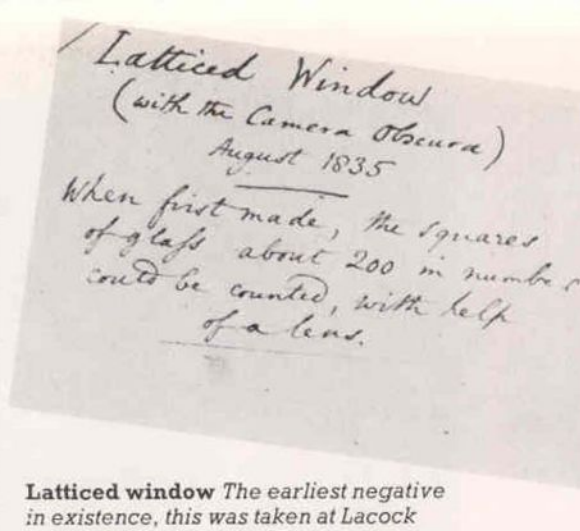 Latticed Window
(with the Camera Obscura)
August 1835
When first made, the squares
of glass about 200 in number
could be counted, with help
of a lens.
Latticed window The earliest negative
in existence, this was taken at Lacock